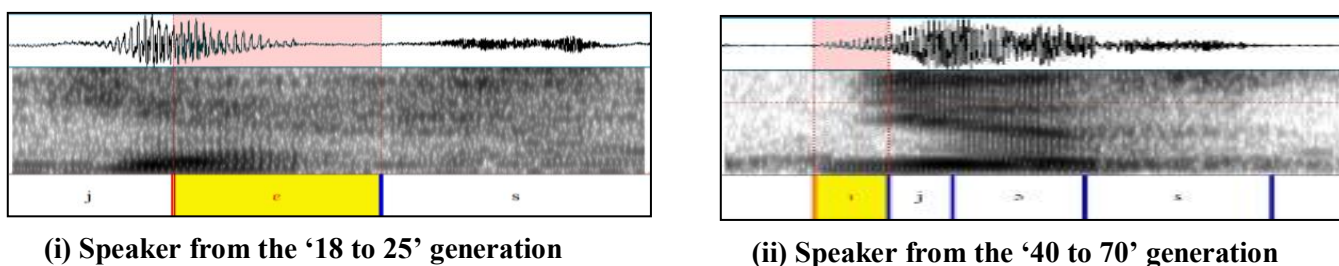 j e s
j ɔ s
(i) Speaker from the ‘18 to 25’ generation
(ii) Speaker from the ‘40 to 70’ generation